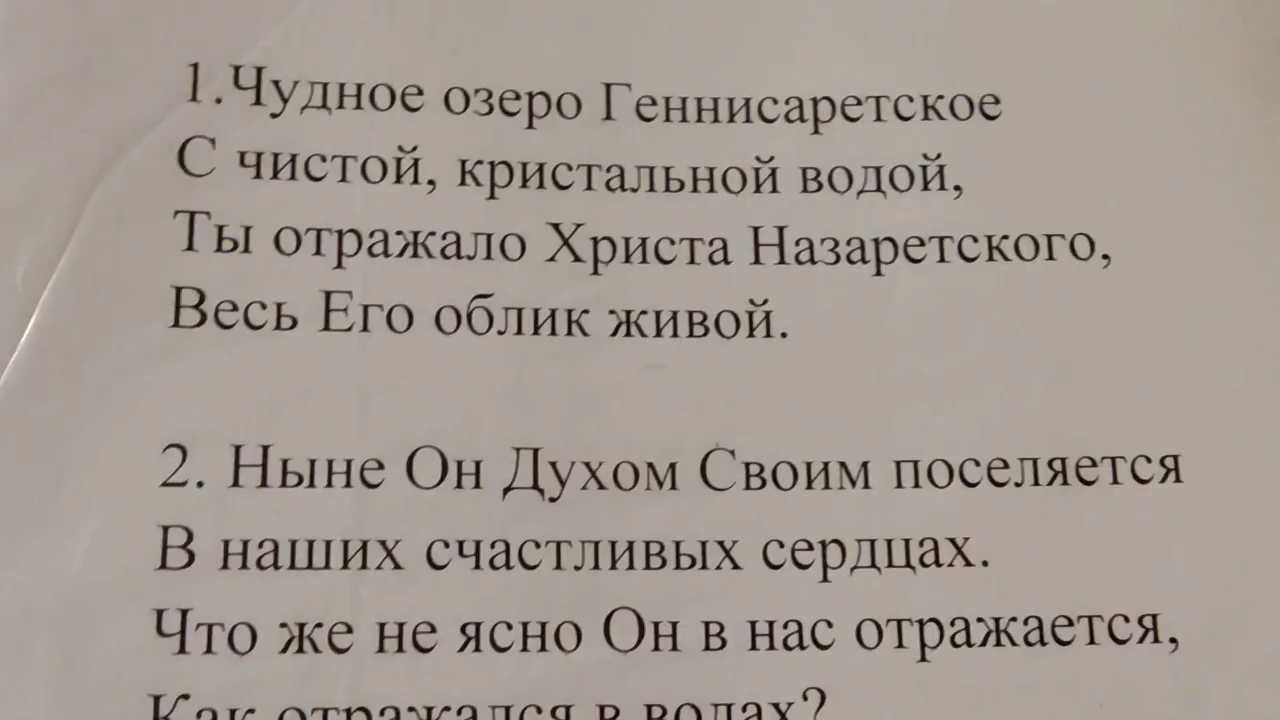 1.Чудное озеро Геннисаретское
С чистой, кристальной водой,
Ты отражало Христа Назаретского,
Весь Его облик живой.
2. Ныне Он Духом Своим поселяется
В наших счастливых сердцах.
Что же не ясно Он в нас отражается,
Как отражался в водах?